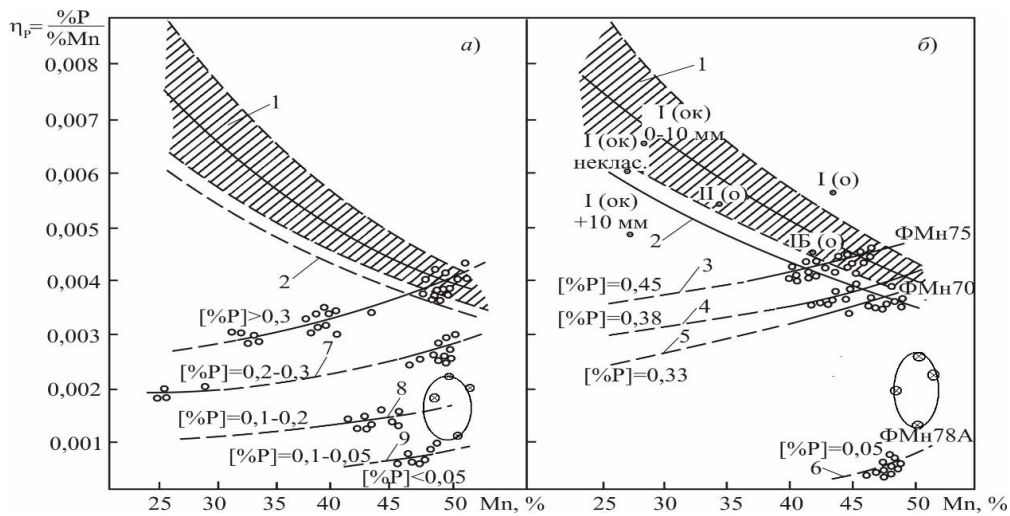 ηP= %P
%Mn
0,008
0,007
0,006
0,005
0,004
0,003
0,002
0,001
а)
1
2
[%P]>0,3
7
[%P]=0,2-0,3
8
[%P]=0,1-0,2
9
[%P]=0,1-0,05
[%P]<0,05
25 30 35 40 45 50 Mn, %
б)
1
I (ок)
0-10 мм
I (ок)
неклас.
I (о)
II (о)
I (ок)
+10 мм
2
IБ (о)
ФМн75
3
[%P]=0,45
ФМн70
4
[%P]=0,38
5
[%P]=0,33
ФМн78А
[%P]=0,05
6
25 30 35 40 45 50 Mn, %